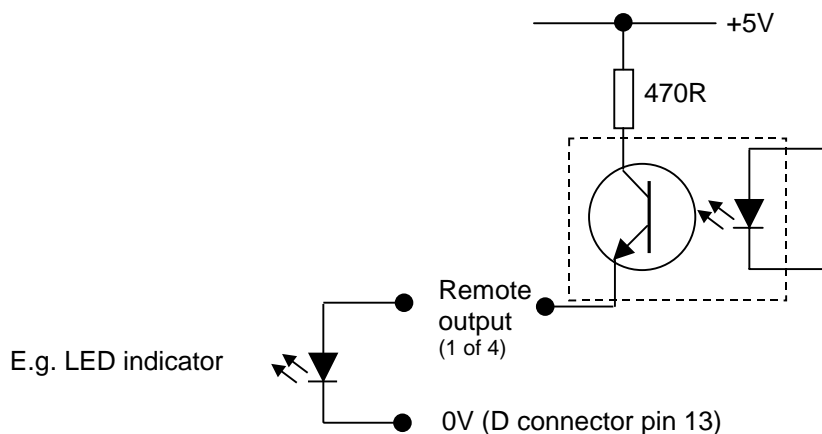 +5V
470R
Remote
output
(1 of 4)
E.g. LED indicator
0V (D connector pin 13)